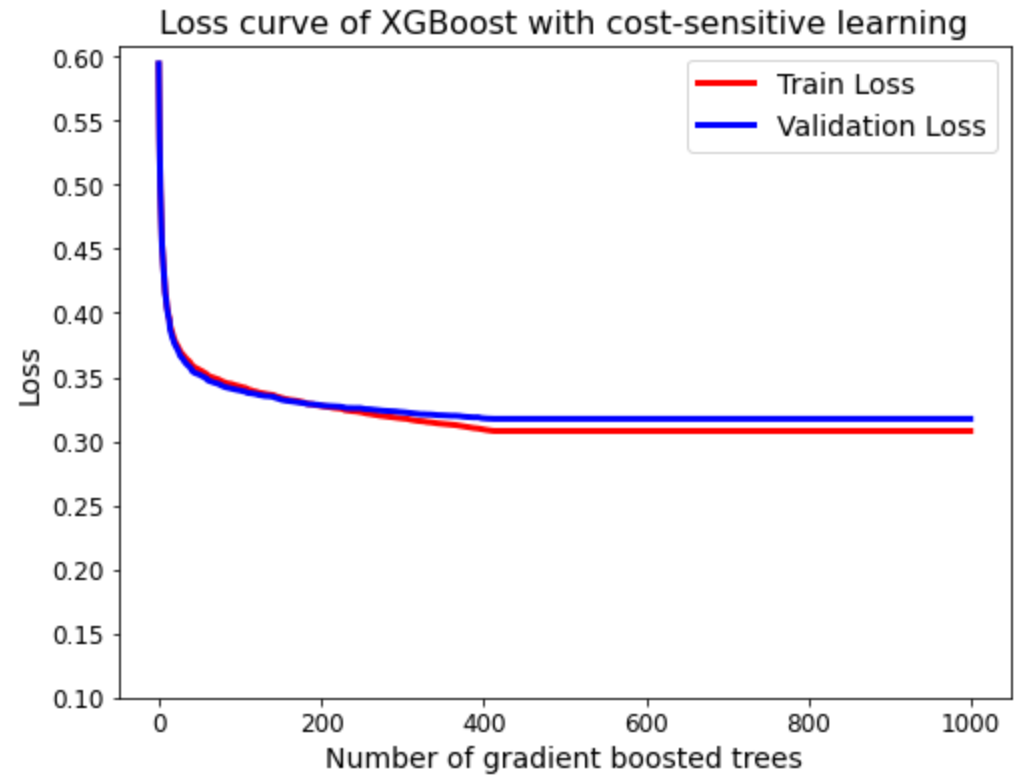 Loss curve of XGBoost with cost-sensitive learning
Train Loss
Validation Loss
0.60
0.55
0.50
0.45
0.40
0.35
0.30
0.25
0.20
0.15
0.10
Loss
0 200 400 600 800 1000
Number of gradient boosted trees